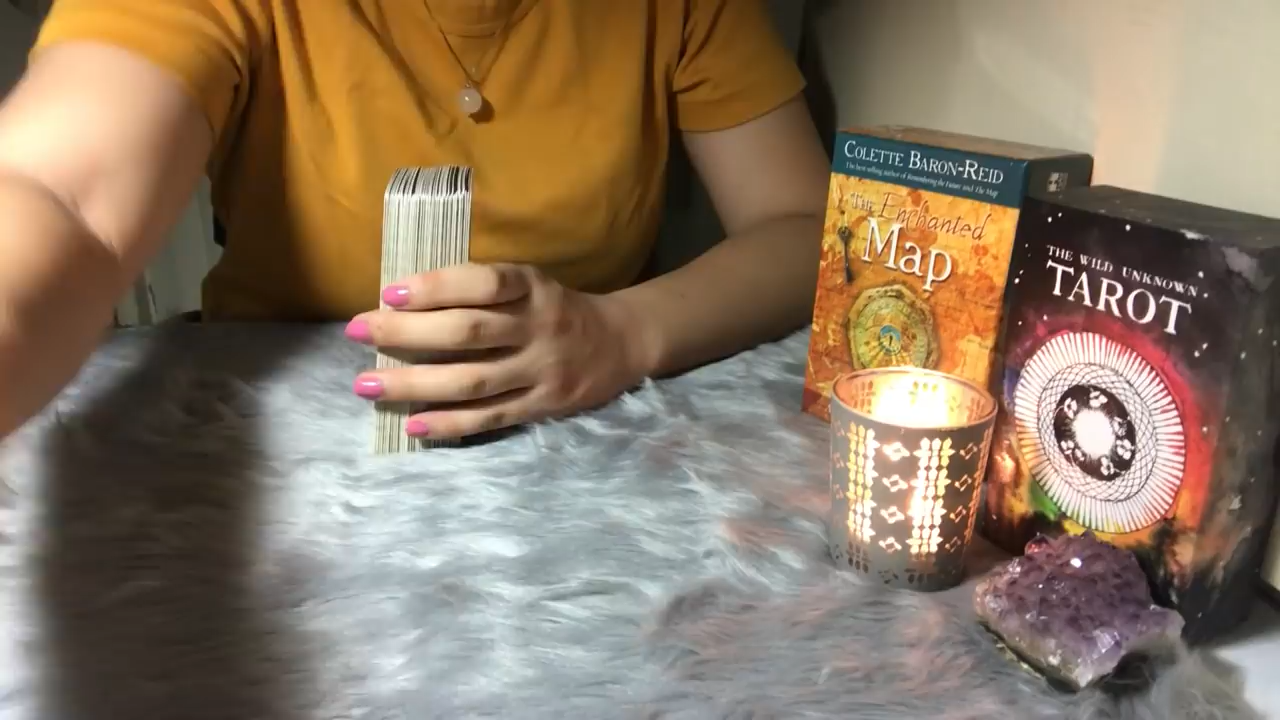 COLETTE BARON-REID
The best-selling author of Remembering the Future and The Map
The Enchanted
Map
THE WILD UNKNOWN
TAROT